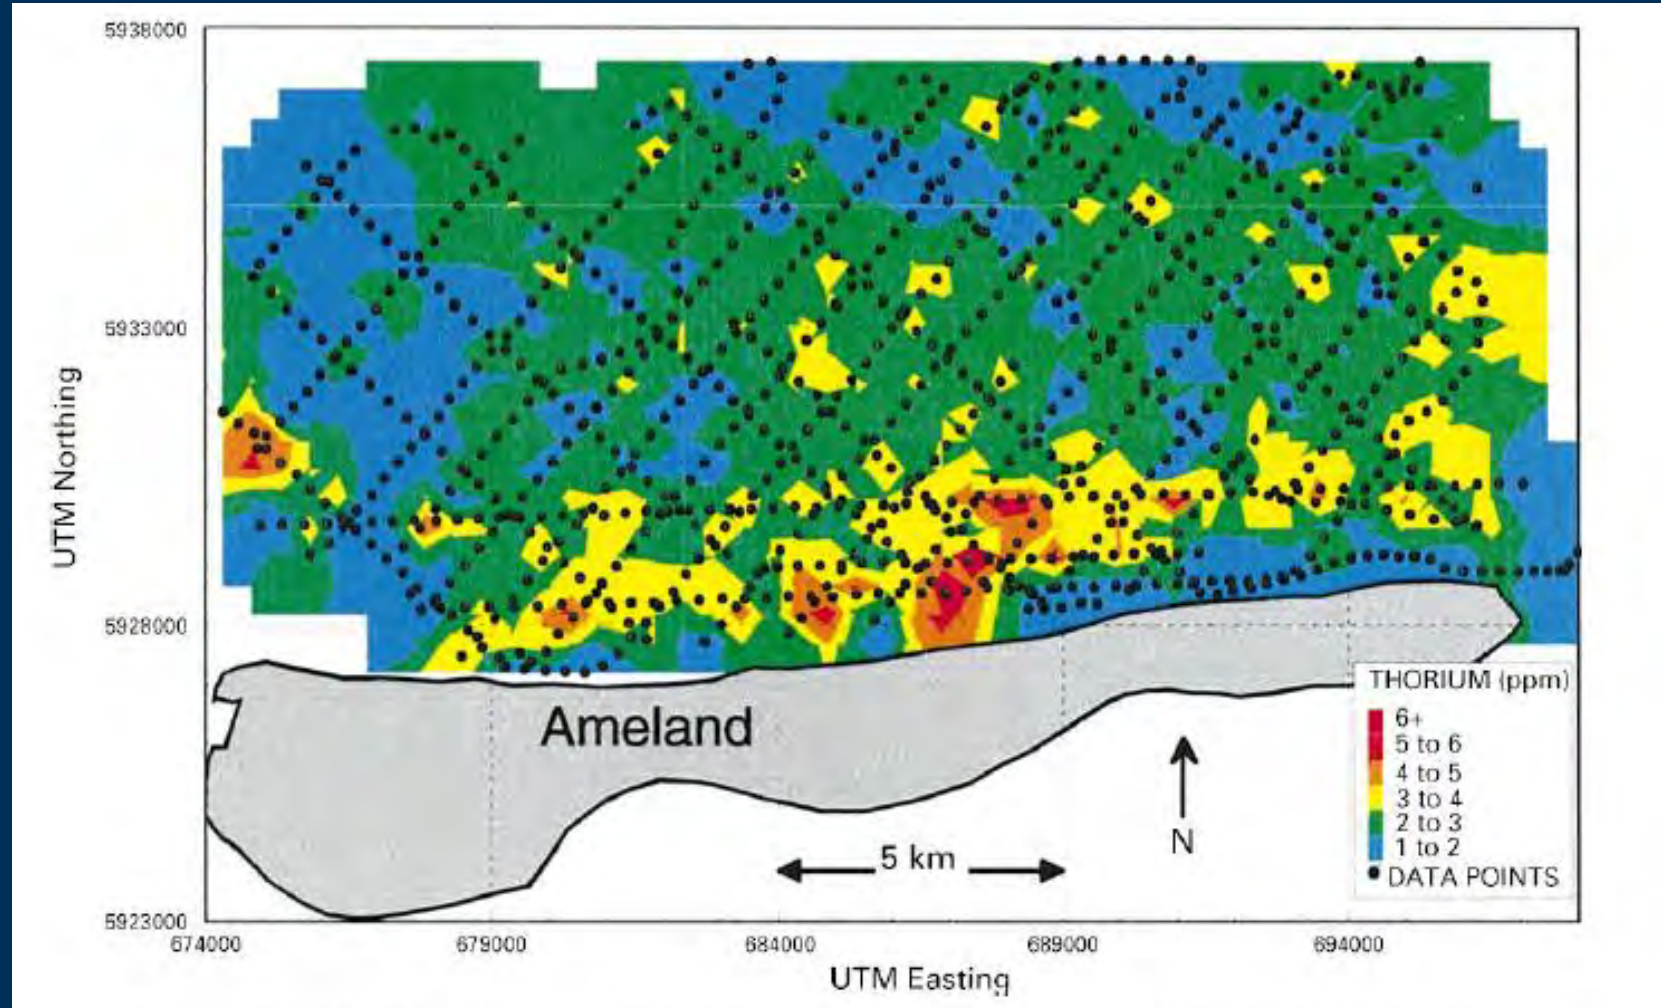 5938000
5933000
5928000
5923000
UTM Northing
Ameland
5 km
N
THORIUM (ppm)
6+
5 to 6
4 to 5
3 to 4
2 to 3
1 to 2
DATA POINTS
674000
679000
684000
689000
694000
UTM Easting